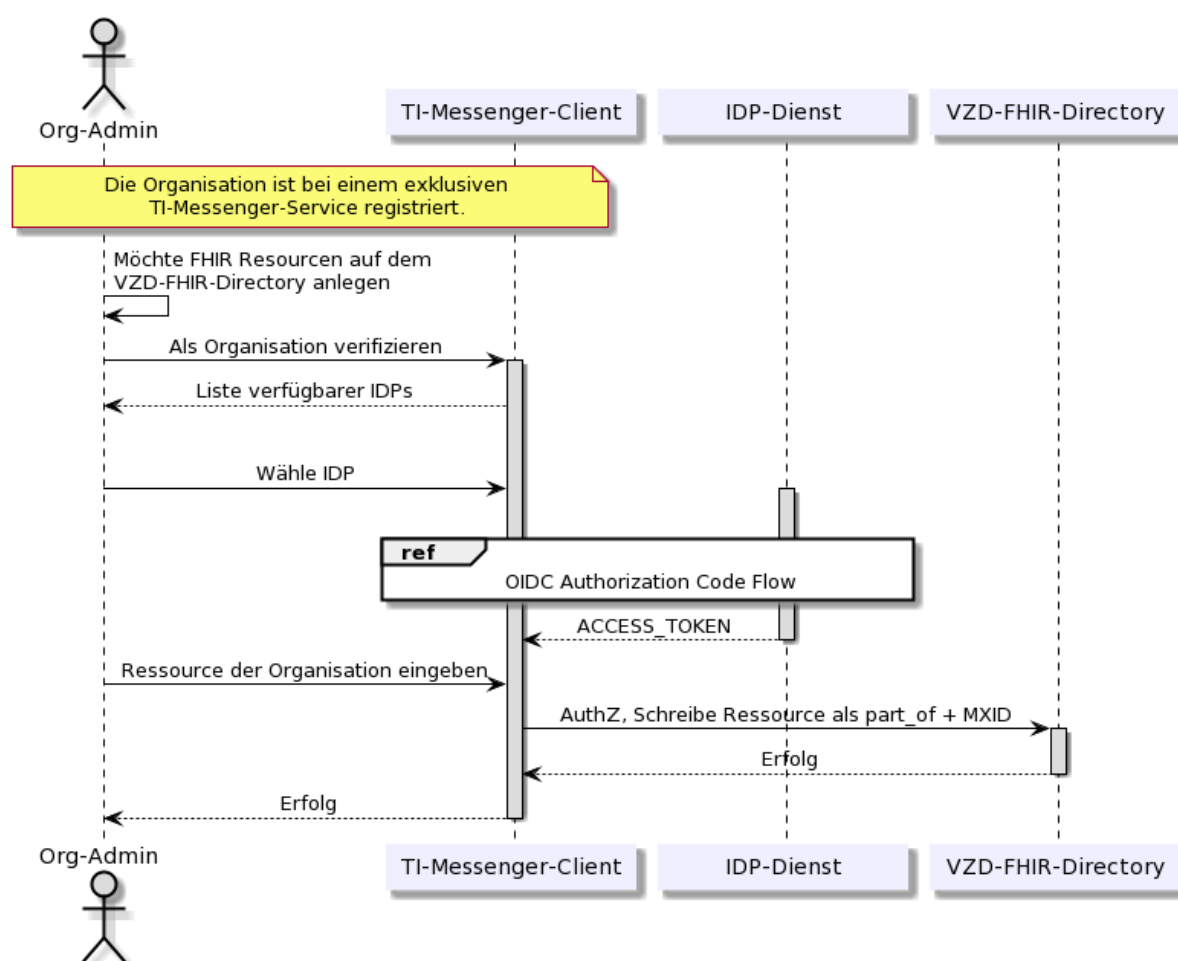 Org-Admin
TI-Messenger-Client
IDP-Dienst
VZD-FHIR-Directory
Die Organisation ist bei einem exklusiven
TI-Messenger-Service registriert.
Möchte FHIR Resourcen auf dem
VZD-FHIR-Directory anlegen
Als Organisation verifizieren
Liste verfügbarer IDPs
Wähle IDP
ref
OIDC Authorization Code Flow
ACCESS_TOKEN
Ressource der Organisation eingeben
AuthZ, Schreibe Ressource als part_of + MXID
Erfolg
Erfolg
Org-Admin
TI-Messenger-Client
IDP-Dienst
VZD-FHIR-Directory